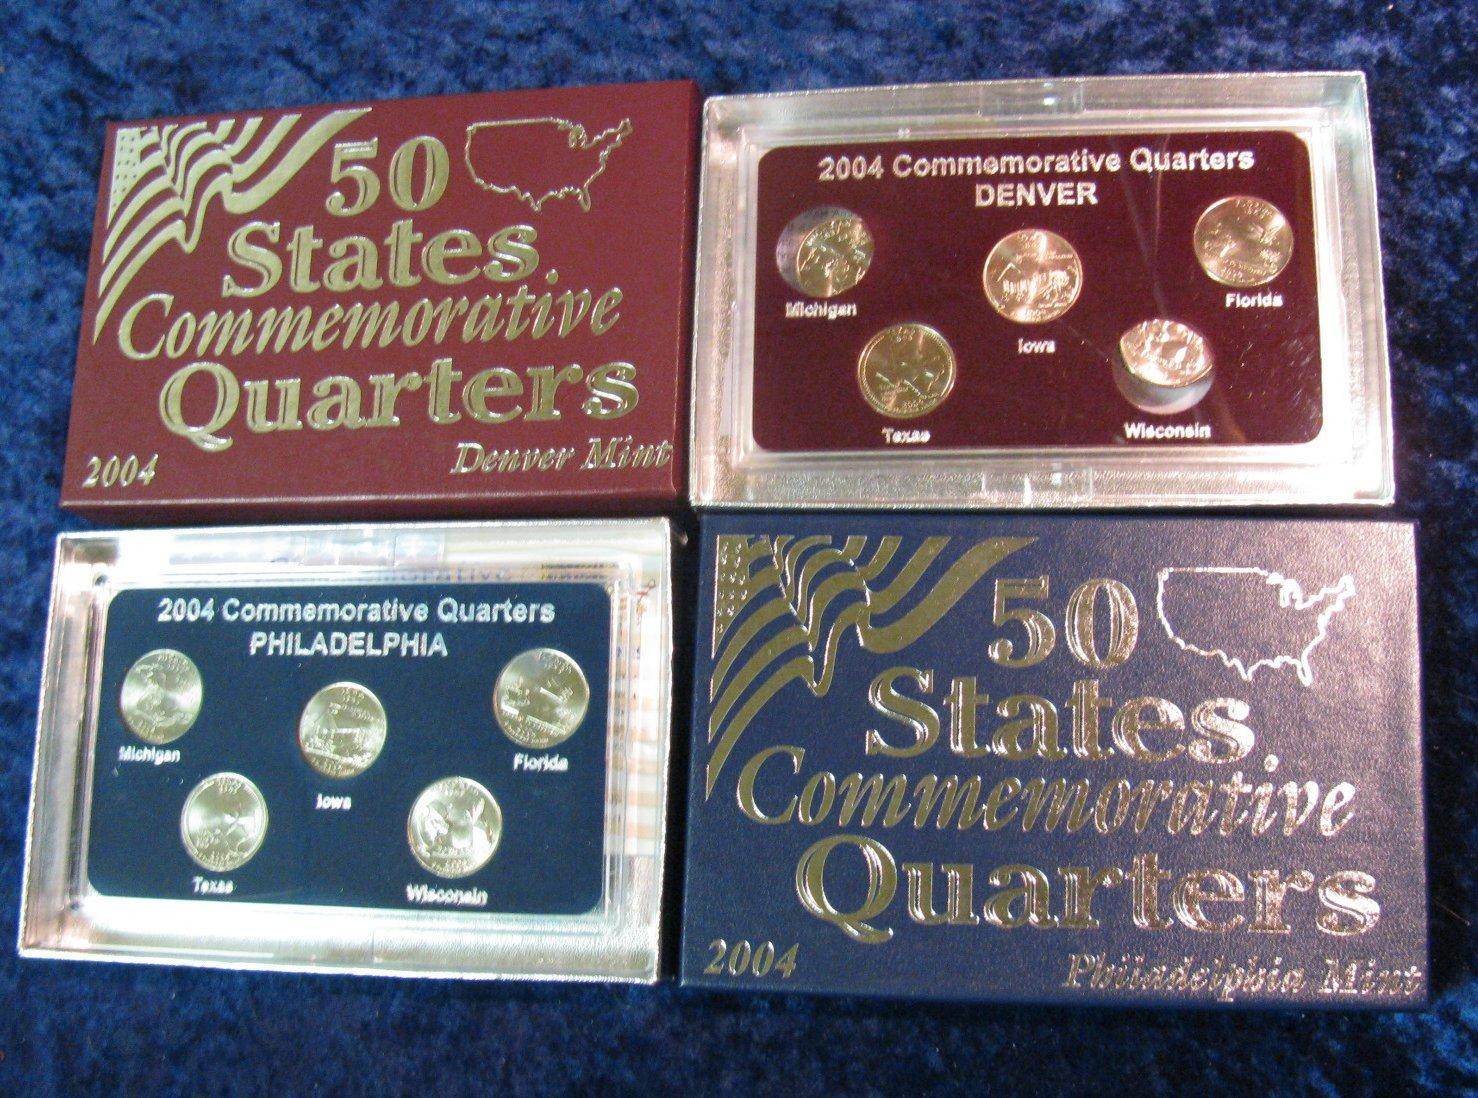 50
States
Commemorative
Quarters
2004
Denver Mint
2004 Commemorative Quarters
DENVER
Michigan
Iowa
Florida
Texas
Wisconsin
2004 Commemorative Quarters
PHILADELPHIA
Michigan
Iowa
Florida
Texas
Wisconsin
50
States
Commemorative
Quarters
2004
Philadelphia Mint